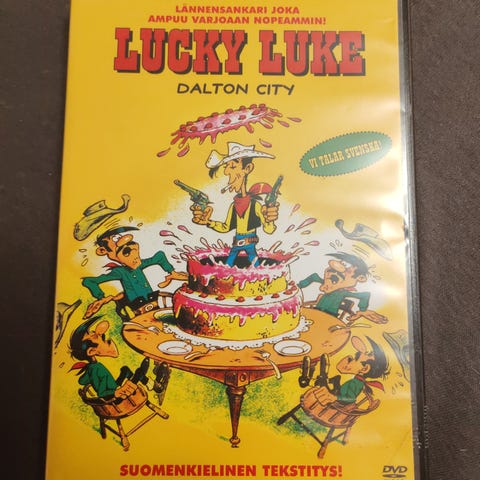 LÄNNENSANKARI JOKA
AMPUU VARJOAAN NOPEAMMIN!
LUCKY LUKE
DALTON CITY
VI TALAR SVENSKA!
SUOMENKIELINEN TEKSTITYS!
DVD